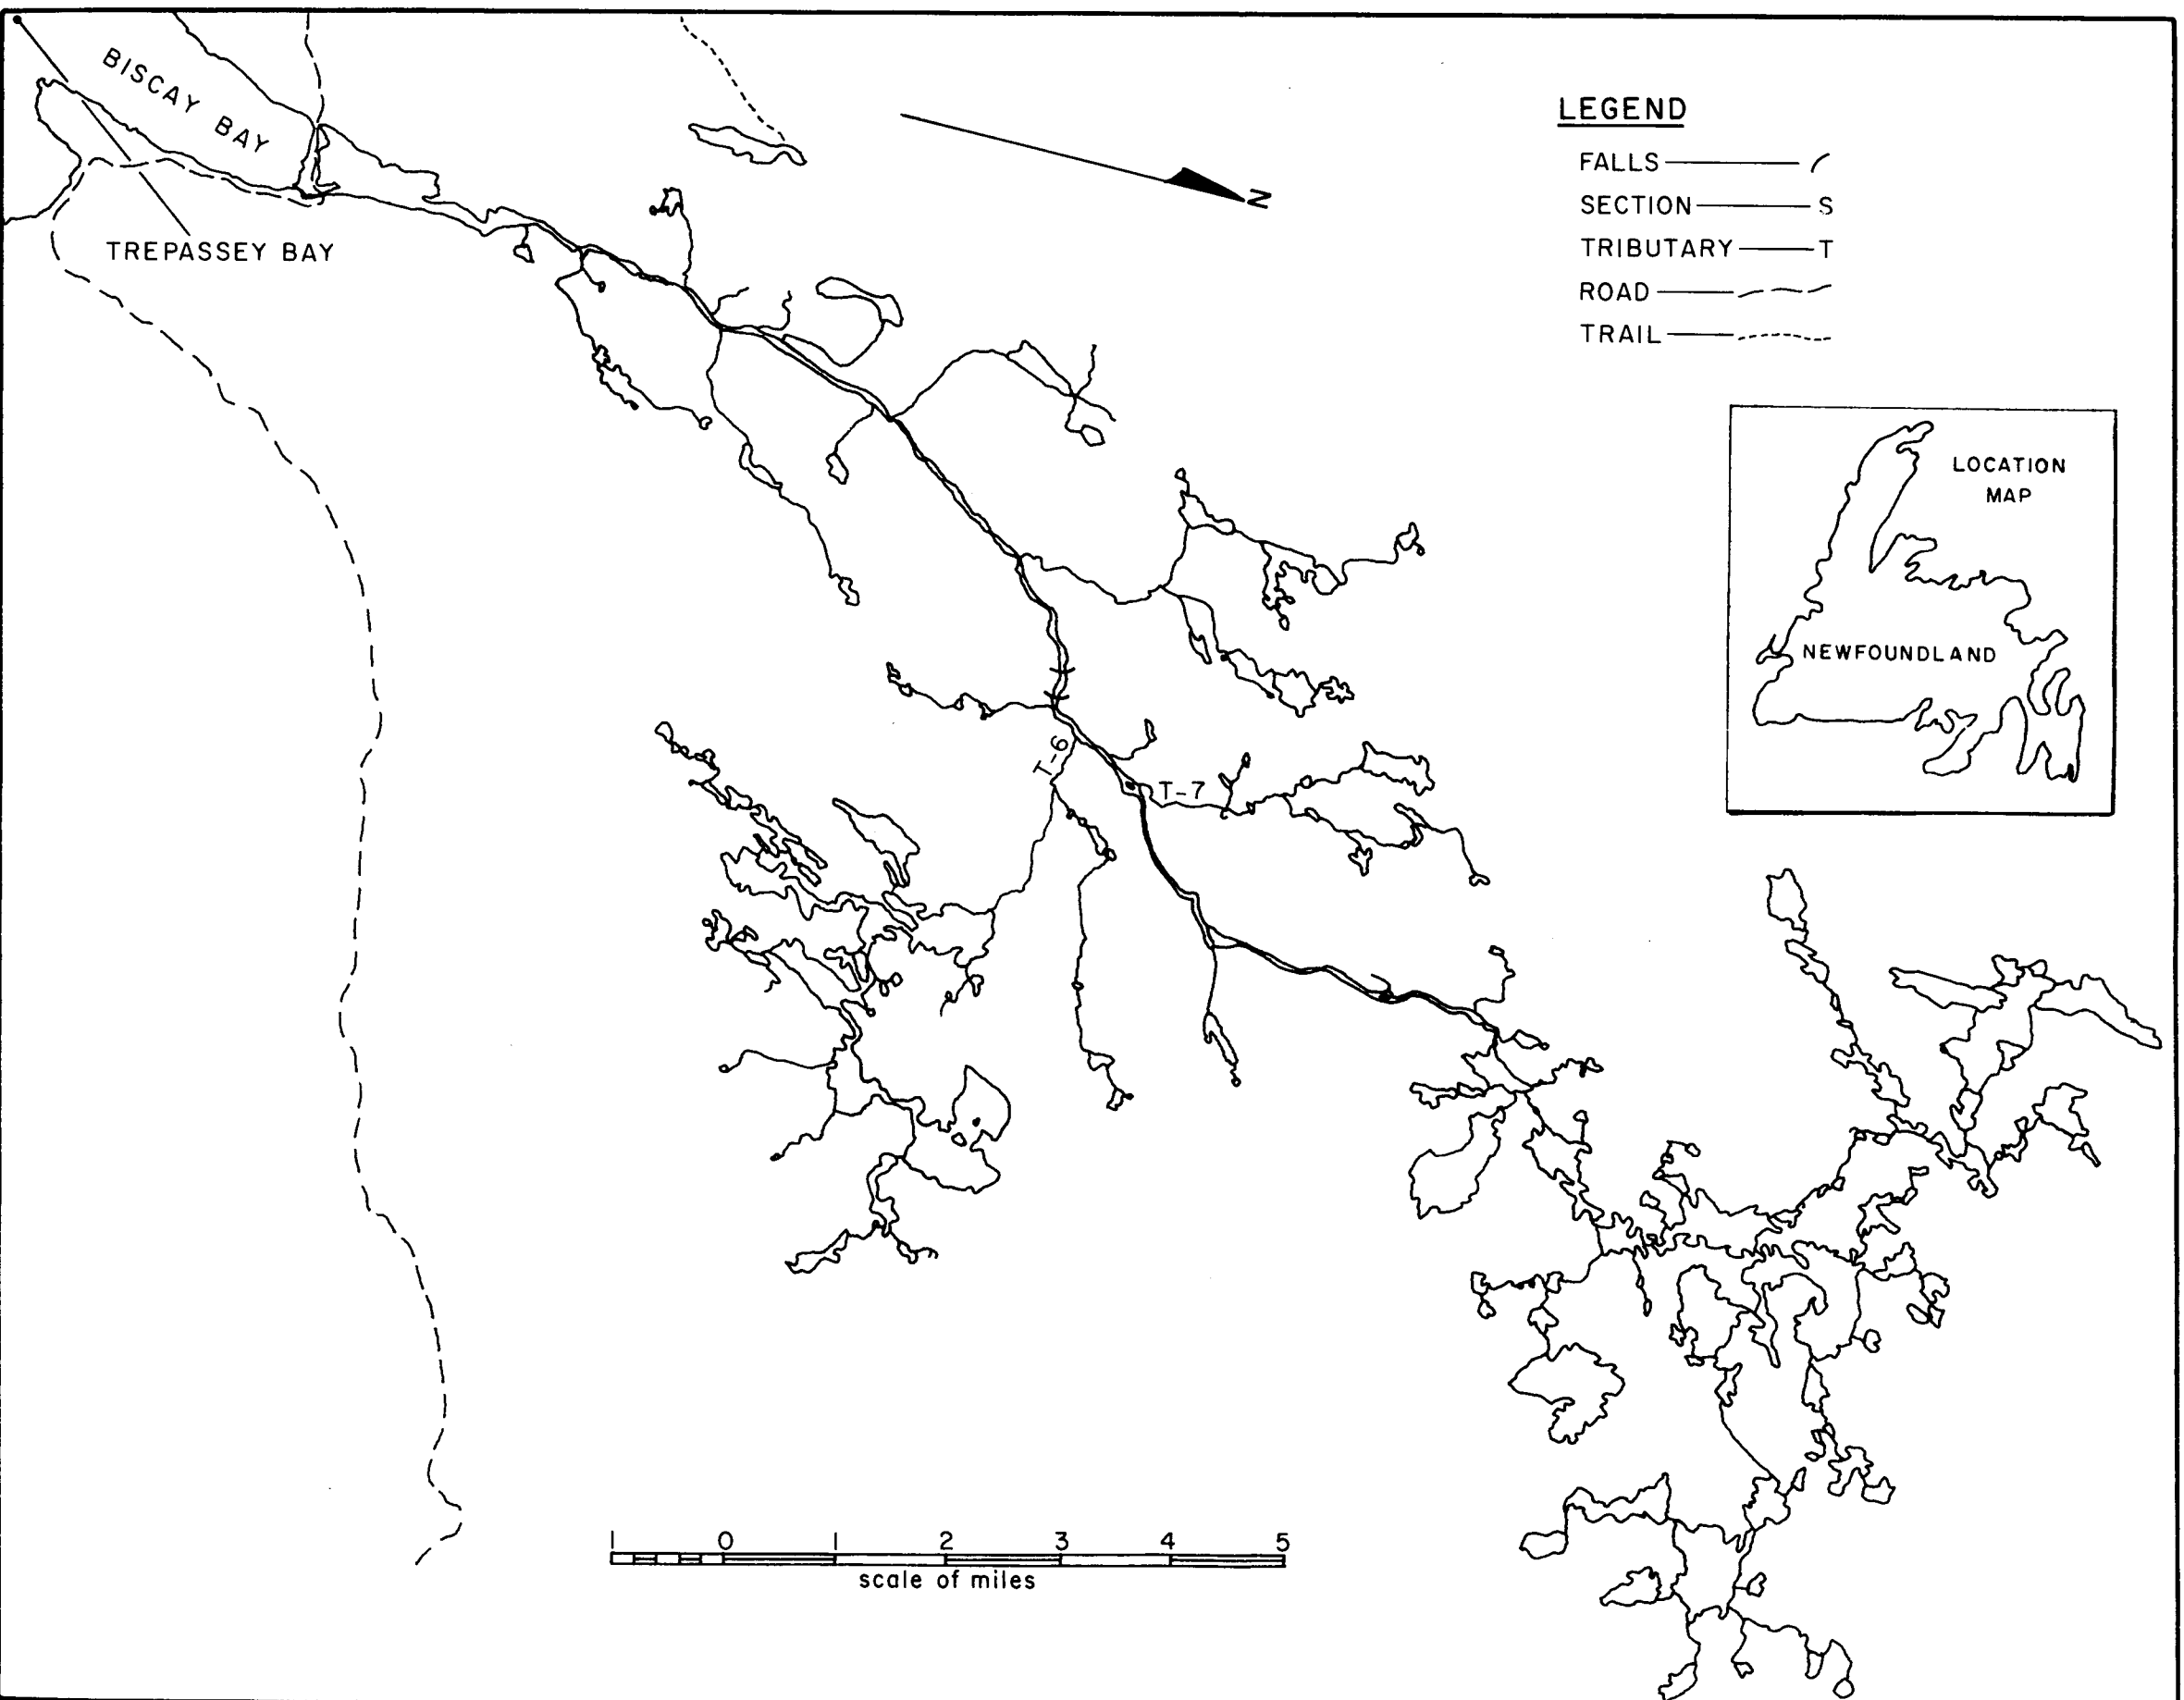 BISCAY BAY
TREPASSEY BAY
N
LEGEND
FALLS
SECTION S
TRIBUTARY T
ROAD
TRAIL
LOCATION
MAP
NEWFOUNDLAND
T-6
T-7
1 0 1 2 3 4 5
scale of miles